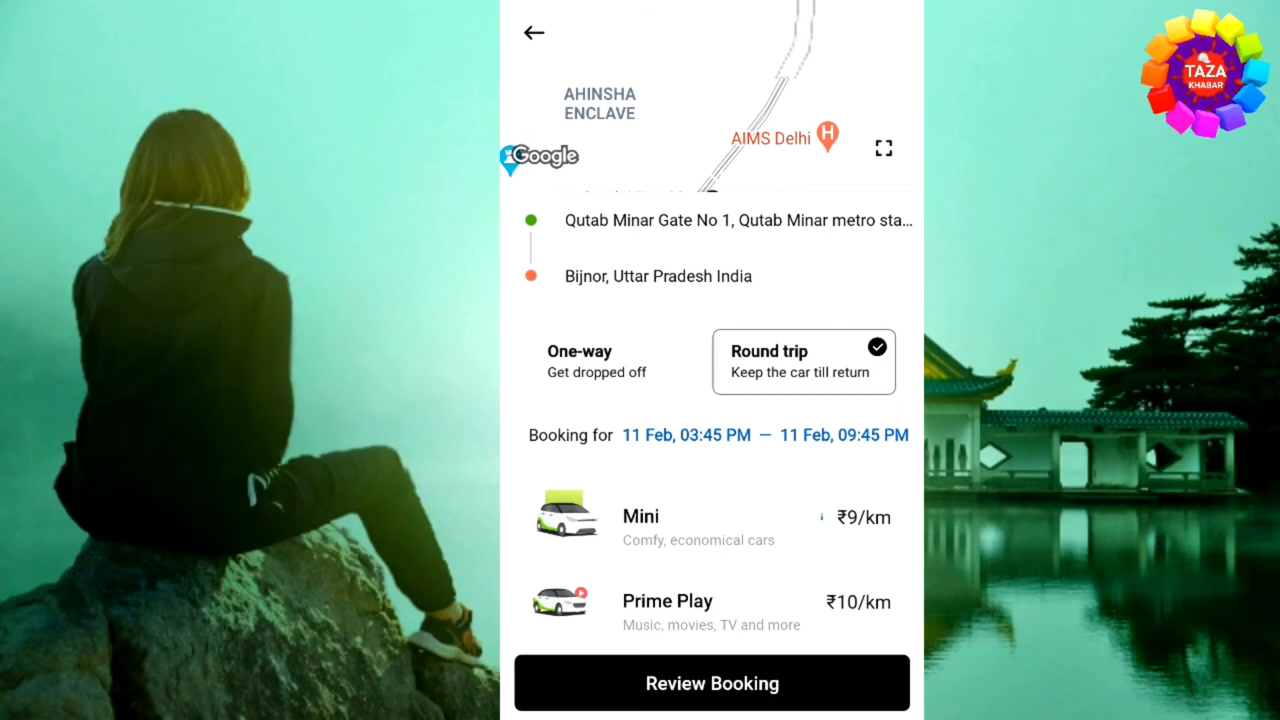 TAZA
KHABAR
AHINSHA
ENCLAVE
AIMS Delhi
H
Google
Qutab Minar Gate No 1, Qutab Minar metro sta...
Bijnor, Uttar Pradesh India
One-way
Get dropped off
Round trip
Keep the car till return
Booking for 11 Feb, 03:45 PM — 11 Feb, 09:45 PM
Mini
i ₹9/km
Comfy, economical cars
Prime Play
₹10/km
Music, movies, TV and more
Review Booking